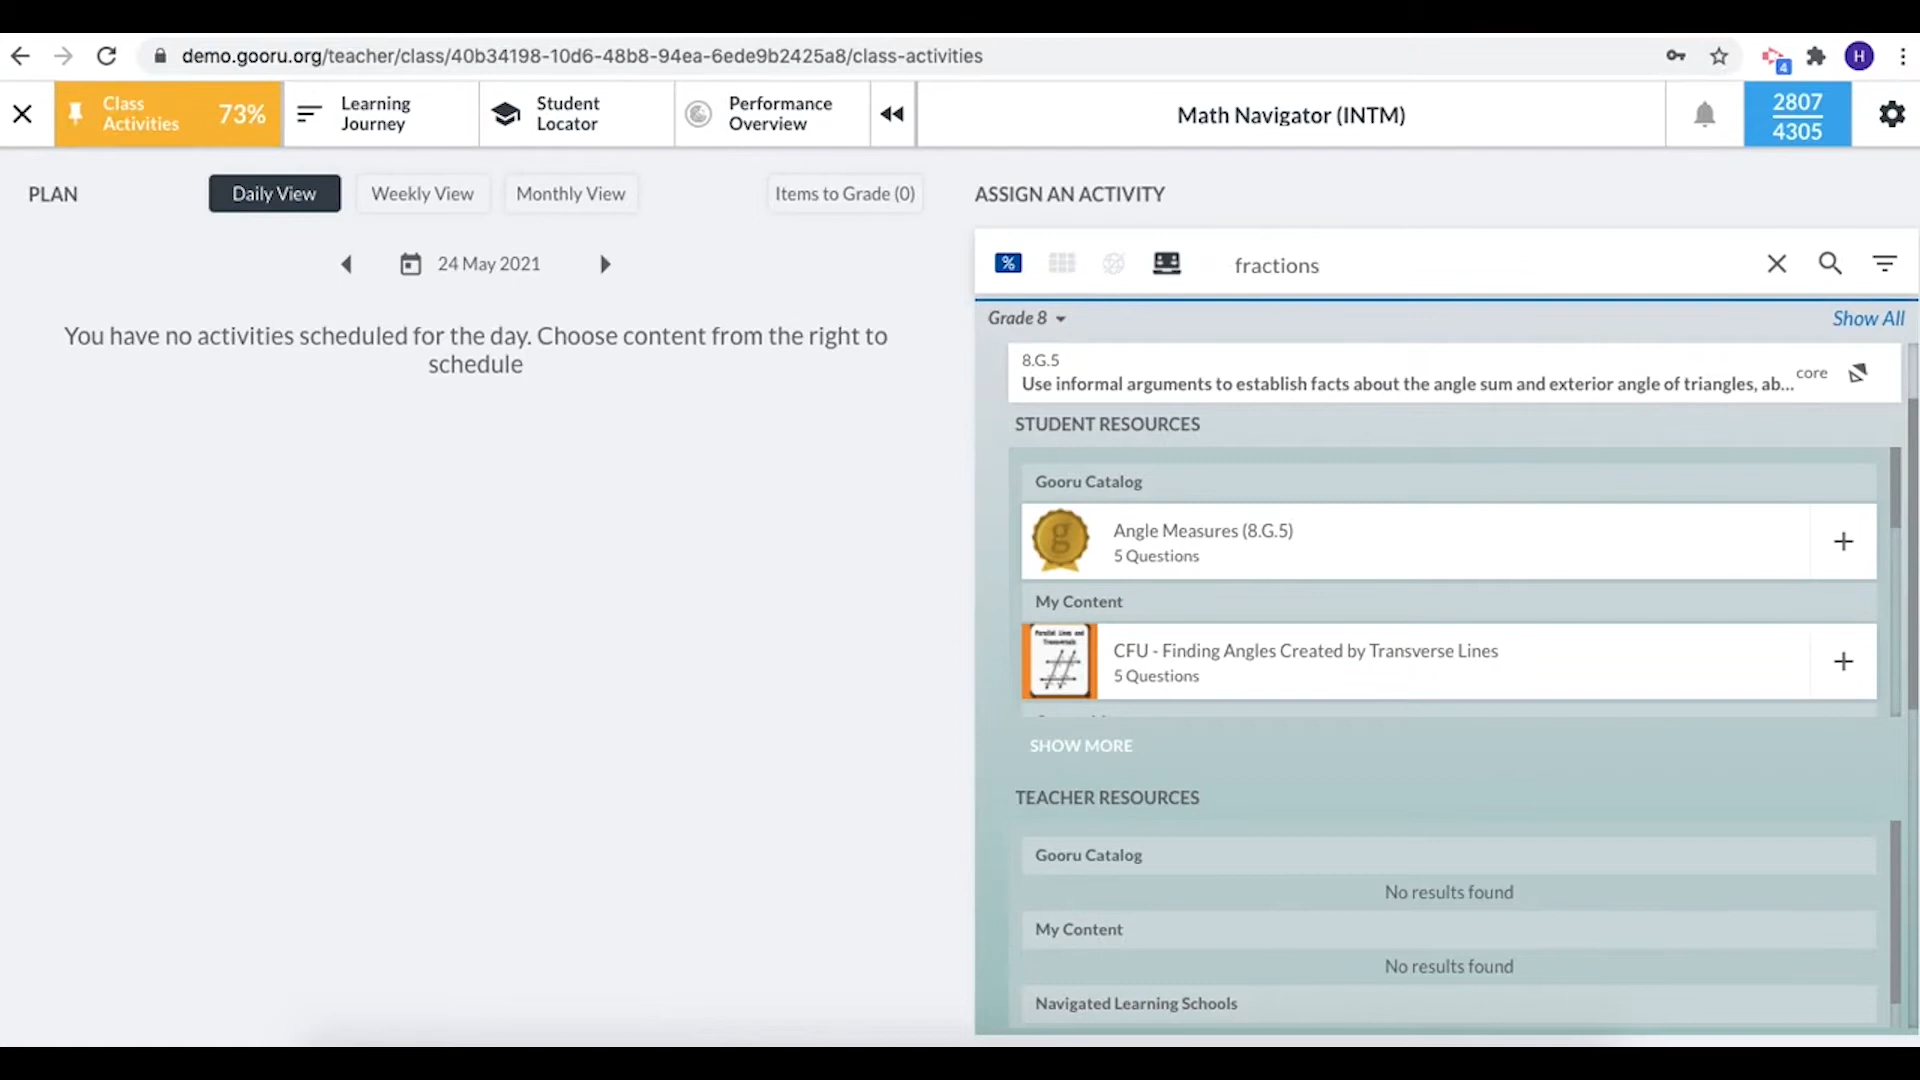 demo.gooru.org/teacher/class/40b34198-10d6-48b8-94ea-6ede9b2425a8/class-activities
4
H
Class
Activities
73%
Learning
Journey
Student
Locator
Performance
Overview
Math Navigator (INTM)
2807
4305
PLAN
Daily View
Weekly View
Monthly View
Items to Grade (0)
24 May 2021
You have no activities scheduled for the day. Choose content from the right to
schedule
ASSIGN AN ACTIVITY
%
fractions
Grade 8
Show All
8.G.5
Use informal arguments to establish facts about the angle sum and exterior angle of triangles, ab...
core
STUDENT RESOURCES
Gooru Catalog
g
Angle Measures (8.G.5)
5 Questions
My Content
Parallel Lines and
Transversals
CFU - Finding Angles Created by Transverse Lines
5 Questions
SHOW MORE
TEACHER RESOURCES
Gooru Catalog
No results found
My Content
No results found
Navigated Learning Schools